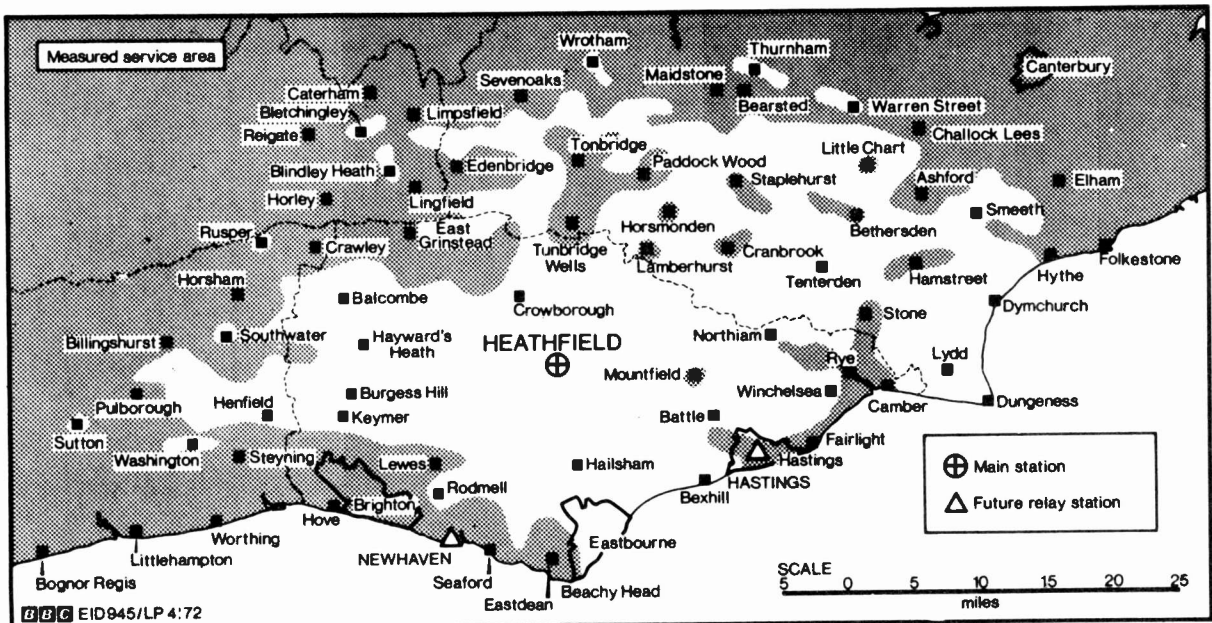 Measured service area
Wrotham
Thurnham
Canterbury
Sevenoaks
Maidstone
Caterham
Bletchingley
Limpsfield
Bearsted
Warren Street
Reigate
Challock Lees
Tonbridge
Little Chart
Blindley Heath
Edenbridge
Paddock Wood
Staplehurst
Ashford
Elham
Horley
Lingfield
East
Grinstead
Horsmonden
Smeeth
Bethersden
Rusper
Crawley
Tunbridge
Wells
Lamberhurst
Cranbrook
Tenterden
Hamstreet
Hythe
Folkestone
Horsham
Balcombe
Crowborough
Dymchurch
Stone
Billingshurst
Southwater
Hayward's
Heath
HEATHFIELD
Northiam
Lydd
Rye
Mountfield
Winchelsea
Camber
Dungeness
Pulborough
Henfield
Burgess Hill
Keymer
Battle
Sutton
Washington
Steyning
Lewes
Hailsham
Fairlight
Hastings
HASTINGS
Bexhill
Rodmell
Brighton
Hove
Worthing
Littlehampton
Bognor Regis
NEWHAVEN
Seaford
Eastbourne
Eastdean
Beachy Head
Main station
Future relay station
SCALE
5 0 5 10 15 20 25
miles
BBC EID945/LP 4:72